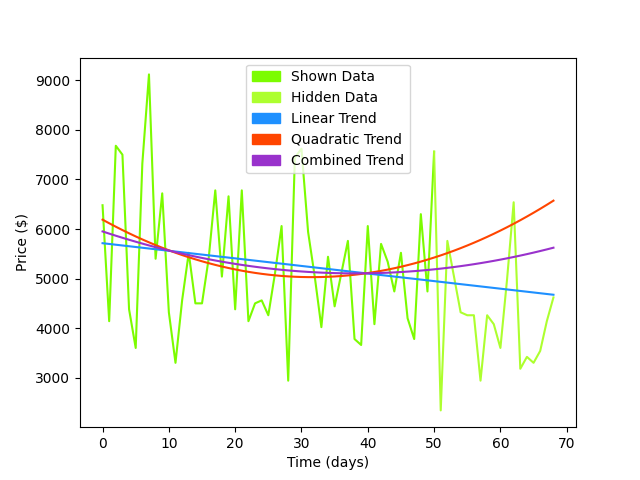 9000
8000
7000
6000
5000
4000
3000
Price ($)
Shown Data
Hidden Data
Linear Trend
Quadratic Trend
Combined Trend
0 10 20 30 40 50 60 70
Time (days)